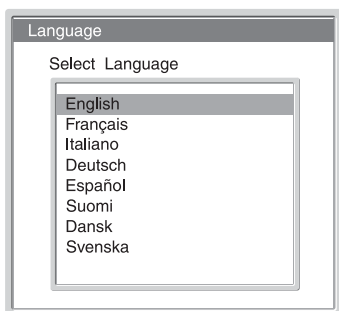 Language
Select Language
English
Français
Italiano
Deutsch
Español
Suomi
Dansk
Svenska